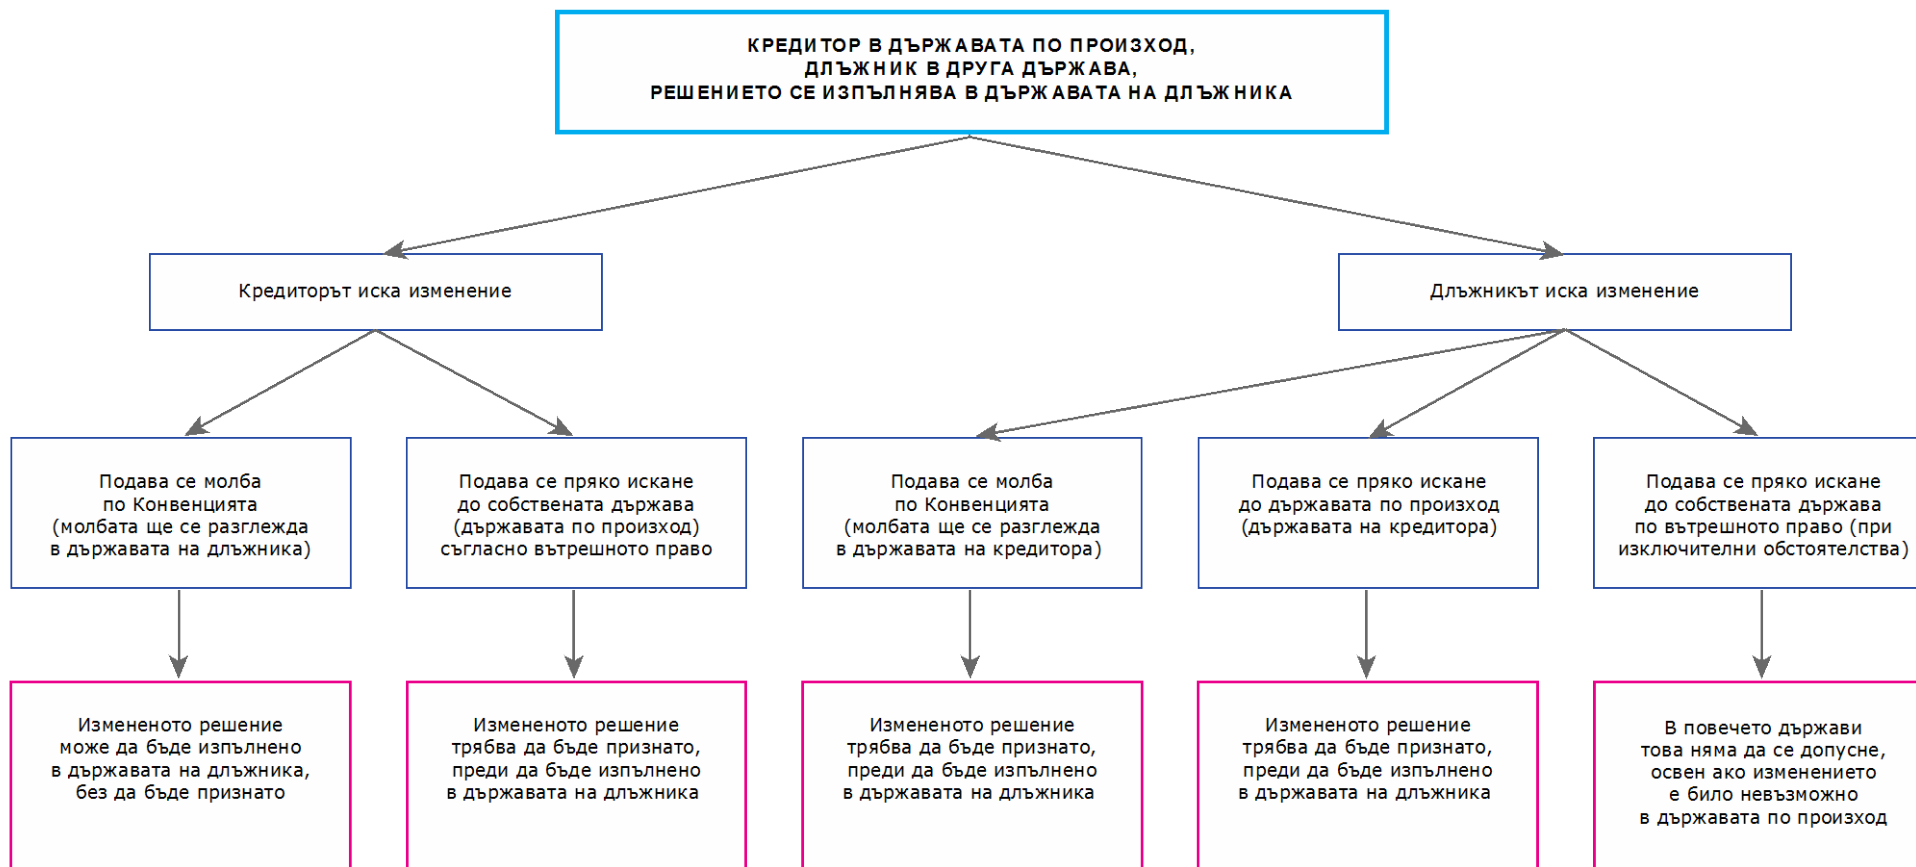 КРЕДИТОР В ДЪРЖАВАТА ПО ПРОИЗХОД,
ДЛЪЖНИК В ДРУГА ДЪРЖАВА,
РЕШЕНИЕТО СЕ ИЗПЪЛНЯВА В ДЪРЖАВАТА НА ДЛЪЖНИКА
Кредиторът иска изменение
Длъжникът иска изменение
Подава се молба
по Конвенцията
(молбата ще се разглежда
в държавата на длъжника)
Подава се пряко искане
до собствената държава
(държавата по произход)
съгласно вътрешното право
Подава се молба
по Конвенцията
(молбата ще се разглежда
в държавата на кредитора)
Подава се пряко искане
до държавата по произход
(държавата на кредитора)
Подава се пряко искане
до собствената държава
по вътрешното право (при
изключителни обстоятелства)
Измененото решение
може да бъде изпълнено
в държавата на длъжника,
без да бъде признато
Измененото решение
трябва да бъде признато,
преди да бъде изпълнено
в държавата на длъжника
Измененото решение
трябва да бъде признато,
преди да бъде изпълнено
в държавата на длъжника
Измененото решение
трябва да бъде признато,
преди да бъде изпълнено
в държавата на длъжника
В повечето държави
това няма да се допусне,
освен ако изменението
е било невъзможно
в държавата по произход